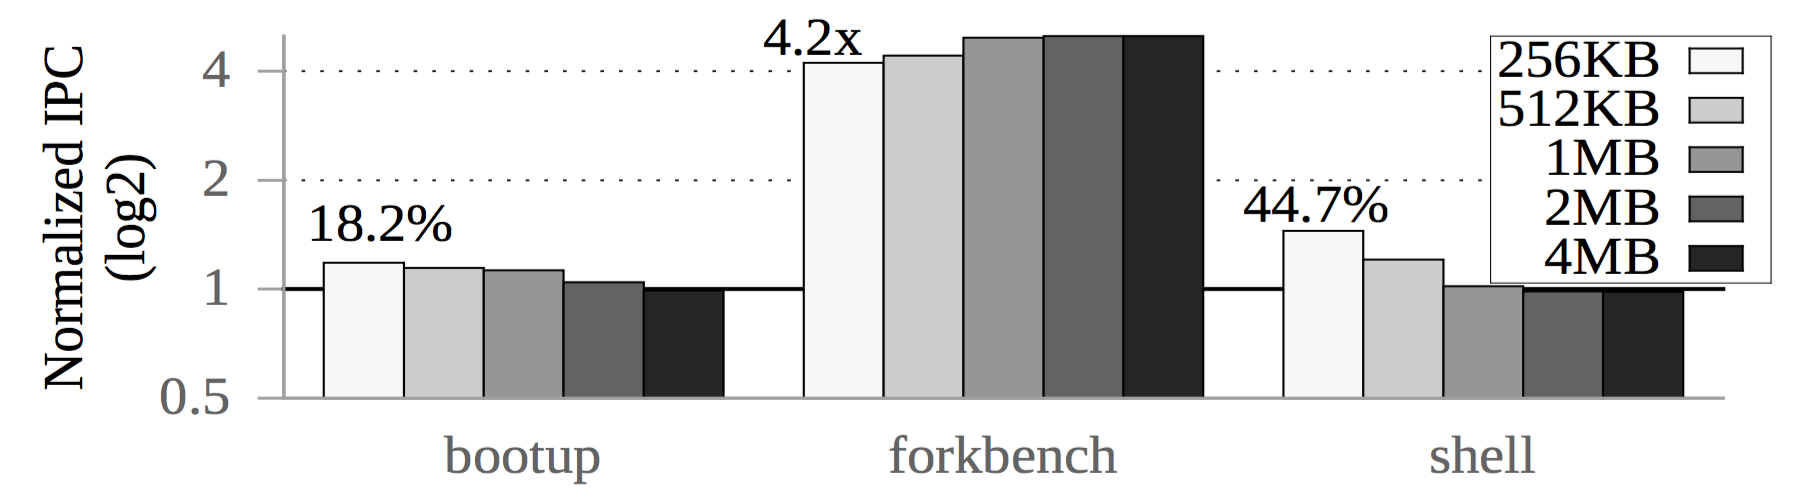 Normalized IPC
(log2)
4
2
1
0.5
18.2%
4.2x
44.7%
256KB
512KB
1MB
2MB
4MB
bootup
forkbench
shell